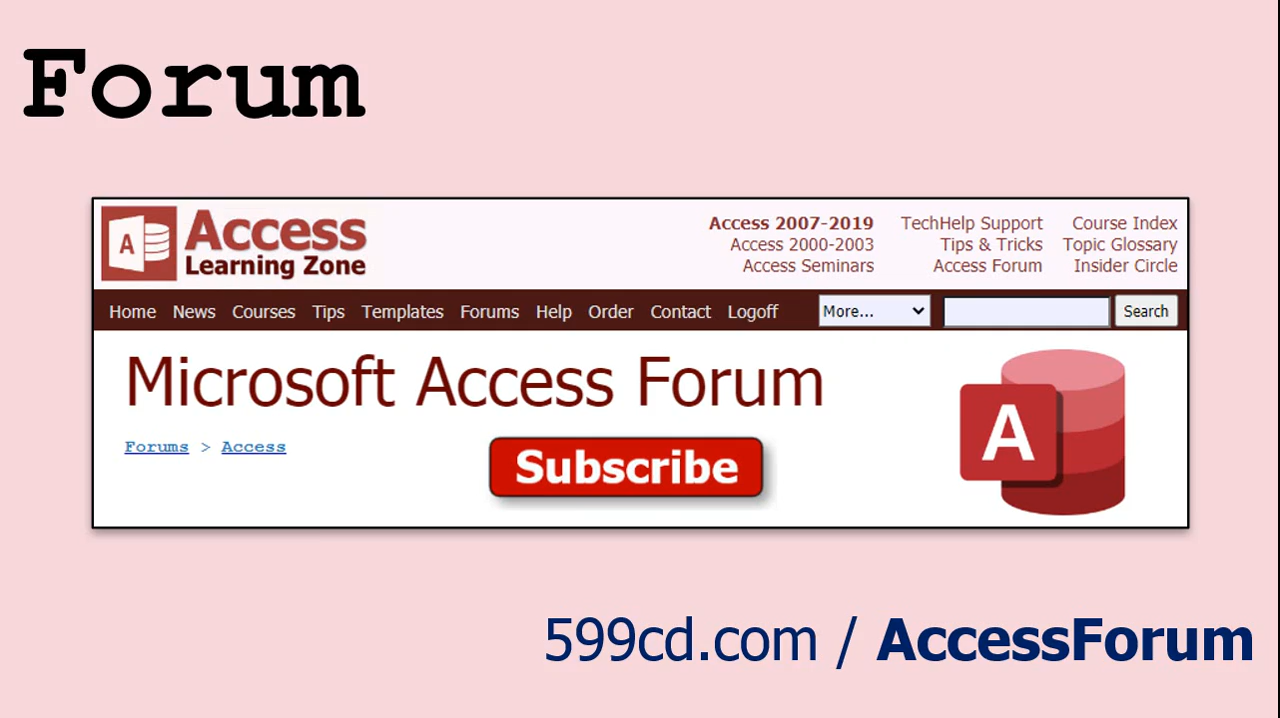 Forum
A
Access
Learning Zone
Access 2007-2019 TechHelp Support Course Index
Access 2000-2003 Tips & Tricks Topic Glossary
Access Seminars Access Forum Insider Circle
Home News Courses Tips Templates Forums Help Order Contact Logoff More... Search
Microsoft Access Forum
Forums > Access
Subscribe
A
599cd.com / AccessForum